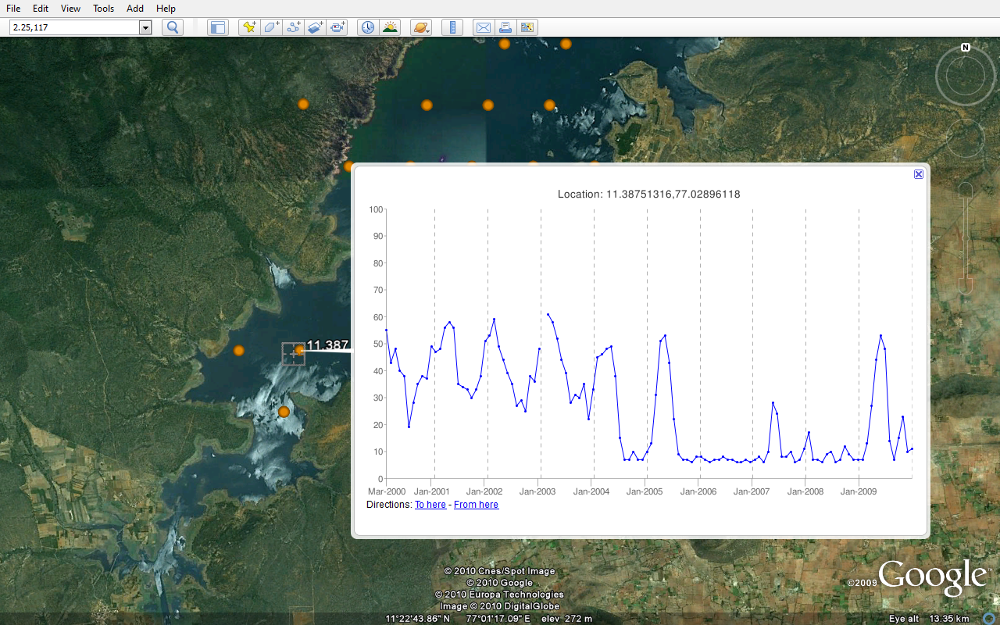 File Edit View Tools Add Help
2.25,117
N
11.387
Location: 11.38751316,77.02896118
100
90
80
70
60
50
40
30
20
10
0
Mar-2000 Jan-2001 Jan-2002 Jan-2003 Jan-2004 Jan-2005 Jan-2006 Jan-2007 Jan-2008 Jan-2009
Directions: To here - From here
© 2010 Cnes/Spot Image
© 2010 Google
© 2010 Europa Technologies
Image © 2010 DigitalGlobe
©2009 Google™
11°22'43.86" N 77°01'17.09" E elev 272 m Eye alt 13.35 km